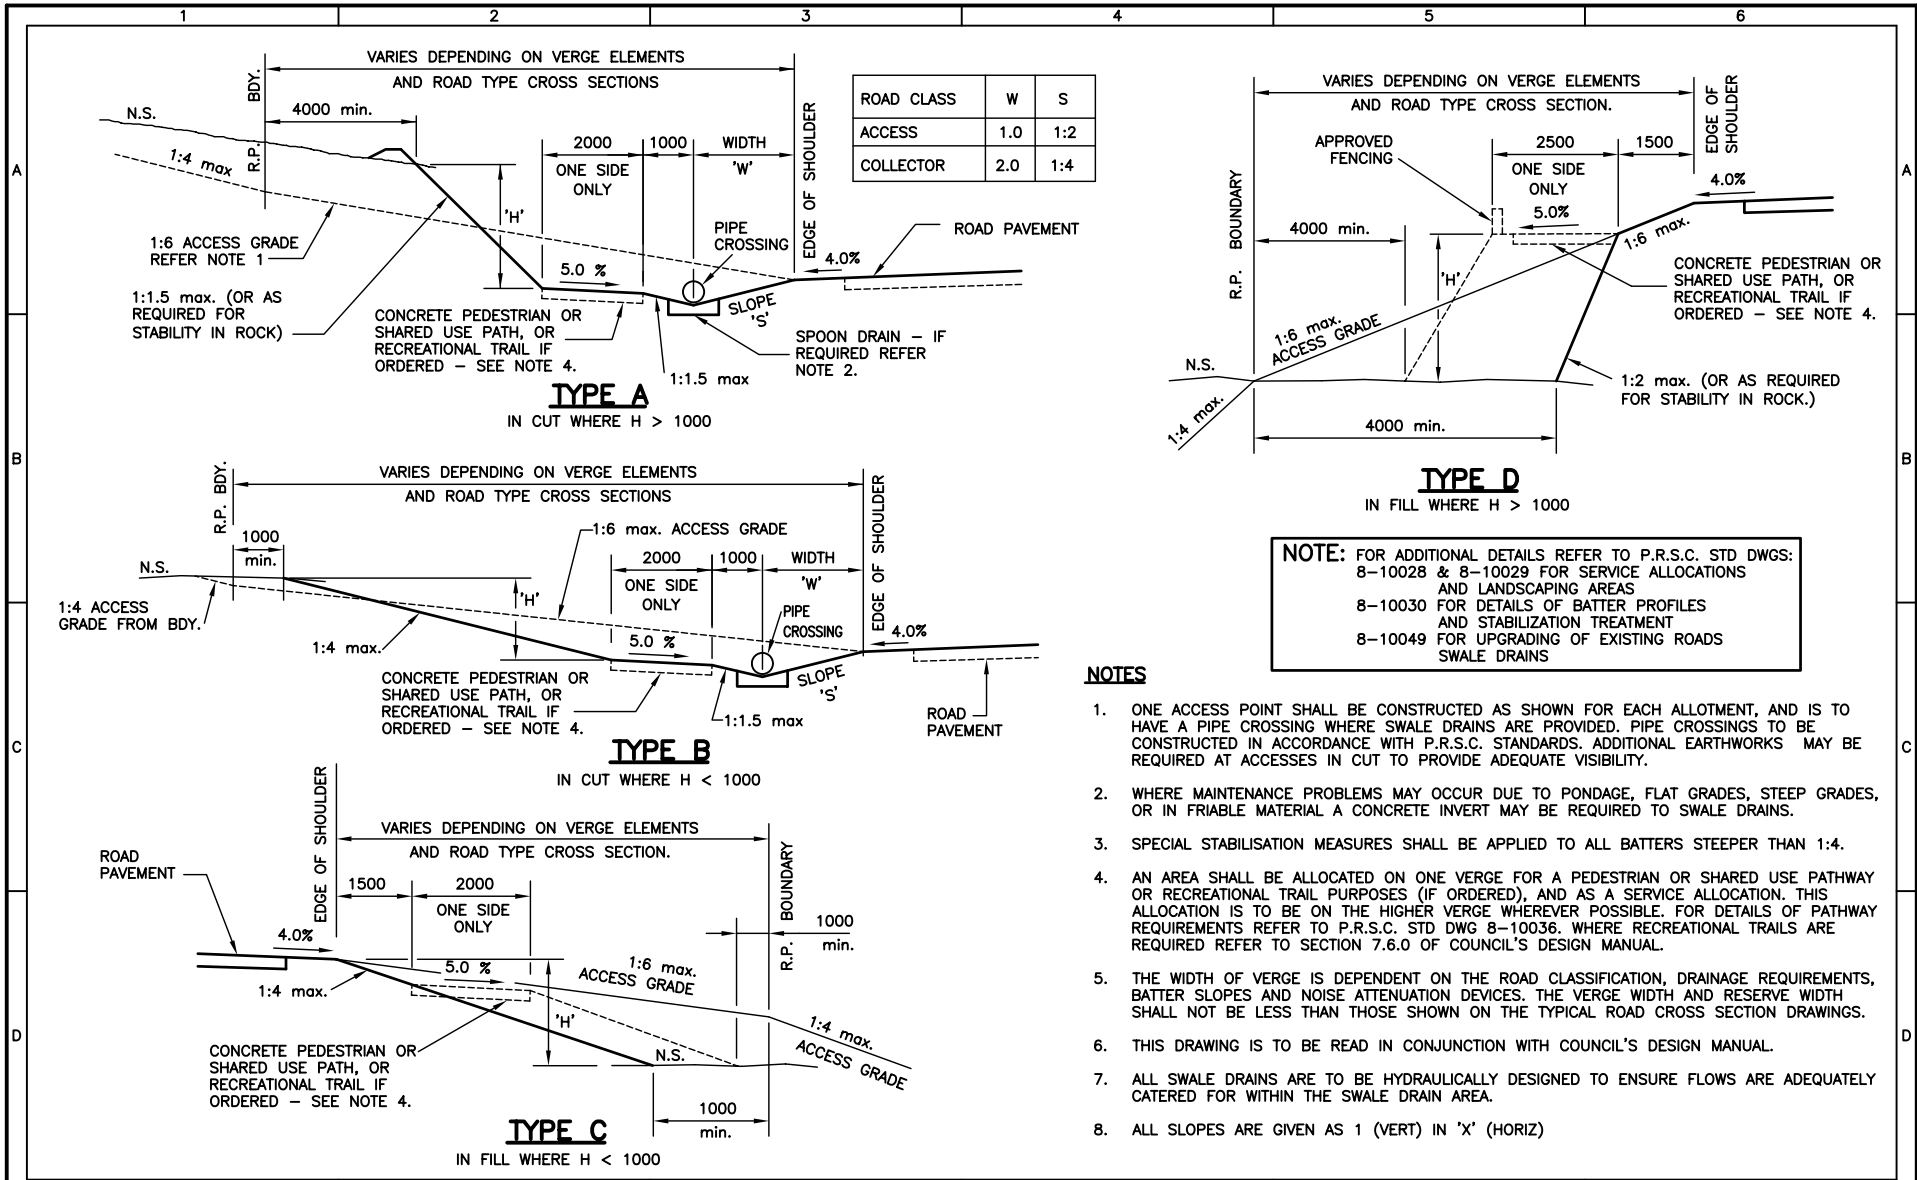 1 2 3 4 5 6
A
B
C
D
A
B
C
D
VARIES DEPENDING ON VERGE ELEMENTS
AND ROAD TYPE CROSS SECTIONS
R.P. BDY.
4000 min.
N.S.
1:4 max
2000
ONE SIDE
ONLY
1000
WIDTH
'W'
EDGE OF SHOULDER
'H'
PIPE
CROSSING
ROAD PAVEMENT
1:6 ACCESS GRADE
REFER NOTE 1
5.0 %
4.0%
1:1.5 max. (OR AS
REQUIRED FOR
STABILITY IN ROCK)
CONCRETE PEDESTRIAN OR
SHARED USE PATH, OR
RECREATIONAL TRAIL IF
ORDERED – SEE NOTE 4.
SLOPE
'S'
SPOON DRAIN – IF
REQUIRED REFER
NOTE 2.
1:1.5 max
TYPE A
IN CUT WHERE H > 1000
ROAD CLASS W S
ACCESS 1.0 1:2
COLLECTOR 2.0 1:4
VARIES DEPENDING ON VERGE ELEMENTS
AND ROAD TYPE CROSS SECTION.
EDGE OF
SHOULDER
APPROVED
FENCING
2500
ONE SIDE
ONLY
1500
4.0%
R.P. BOUNDARY
4000 min.
5.0%
1:6 max.
'H'
CONCRETE PEDESTRIAN OR
SHARED USE PATH, OR
RECREATIONAL TRAIL IF
ORDERED – SEE NOTE 4.
1:6 max.
ACCESS GRADE
N.S.
1:4 max.
1:2 max. (OR AS REQUIRED
FOR STABILITY IN ROCK.)
4000 min.
TYPE D
IN FILL WHERE H > 1000
VARIES DEPENDING ON VERGE ELEMENTS
AND ROAD TYPE CROSS SECTIONS
R.P. BDY.
1000
min.
N.S.
1:6 max. ACCESS GRADE
2000
ONE SIDE
ONLY
1000
WIDTH
'W'
EDGE OF SHOULDER
'H'
PIPE
CROSSING
1:4 ACCESS
GRADE FROM BDY.
1:4 max.
5.0 %
4.0%
CONCRETE PEDESTRIAN OR
SHARED USE PATH, OR
RECREATIONAL TRAIL IF
ORDERED – SEE NOTE 4.
SLOPE
'S'
1:1.5 max
ROAD
PAVEMENT
TYPE B
IN CUT WHERE H < 1000
NOTE: FOR ADDITIONAL DETAILS REFER TO P.R.S.C. STD DWGS:
8–10028 & 8–10029 FOR SERVICE ALLOCATIONS
AND LANDSCAPING AREAS
8–10030 FOR DETAILS OF BATTER PROFILES
AND STABILIZATION TREATMENT
8–10049 FOR UPGRADING OF EXISTING ROADS
SWALE DRAINS
EDGE OF SHOULDER
VARIES DEPENDING ON VERGE ELEMENTS
AND ROAD TYPE CROSS SECTION.
ROAD
PAVEMENT
1500
2000
ONE SIDE
ONLY
R.P. BOUNDARY
1000
min.
4.0%
1:4 max.
5.0 %
1:6 max.
ACCESS GRADE
'H'
1:4 max.
ACCESS GRADE
N.S.
CONCRETE PEDESTRIAN OR
SHARED USE PATH, OR
RECREATIONAL TRAIL IF
ORDERED – SEE NOTE 4.
1000
min.
TYPE C
IN FILL WHERE H < 1000
NOTES
1. ONE ACCESS POINT SHALL BE CONSTRUCTED AS SHOWN FOR EACH ALLOTMENT, AND IS TO
HAVE A PIPE CROSSING WHERE SWALE DRAINS ARE PROVIDED. PIPE CROSSINGS TO BE
CONSTRUCTED IN ACCORDANCE WITH P.R.S.C. STANDARDS. ADDITIONAL EARTHWORKS MAY BE
REQUIRED AT ACCESSES IN CUT TO PROVIDE ADEQUATE VISIBILITY.
2. WHERE MAINTENANCE PROBLEMS MAY OCCUR DUE TO PONDAGE, FLAT GRADES, STEEP GRADES,
OR IN FRIABLE MATERIAL A CONCRETE INVERT MAY BE REQUIRED TO SWALE DRAINS.
3. SPECIAL STABILISATION MEASURES SHALL BE APPLIED TO ALL BATTERS STEEPER THAN 1:4.
4. AN AREA SHALL BE ALLOCATED ON ONE VERGE FOR A PEDESTRIAN OR SHARED USE PATHWAY
OR RECREATIONAL TRAIL PURPOSES (IF ORDERED), AND AS A SERVICE ALLOCATION. THIS
ALLOCATION IS TO BE ON THE HIGHER VERGE WHEREVER POSSIBLE. FOR DETAILS OF PATHWAY
REQUIREMENTS REFER TO P.R.S.C. STD DWG 8–10036. WHERE RECREATIONAL TRAILS ARE
REQUIRED REFER TO SECTION 7.6.0 OF COUNCIL'S DESIGN MANUAL.
5. THE WIDTH OF VERGE IS DEPENDENT ON THE ROAD CLASSIFICATION, DRAINAGE REQUIREMENTS,
BATTER SLOPES AND NOISE ATTENUATION DEVICES. THE VERGE WIDTH AND RESERVE WIDTH
SHALL NOT BE LESS THAN THOSE SHOWN ON THE TYPICAL ROAD CROSS SECTION DRAWINGS.
6. THIS DRAWING IS TO BE READ IN CONJUNCTION WITH COUNCIL'S DESIGN MANUAL.
7. ALL SWALE DRAINS ARE TO BE HYDRAULICALLY DESIGNED TO ENSURE FLOWS ARE ADEQUATELY
CATERED FOR WITHIN THE SWALE DRAIN AREA.
8. ALL SLOPES ARE GIVEN AS 1 (VERT) IN 'X' (HORIZ)